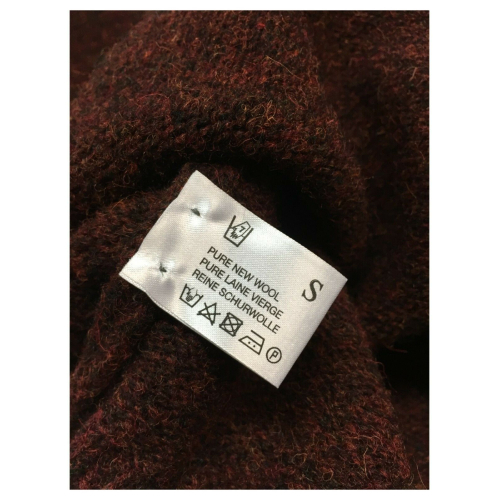 PURE NEW WOOL
PURE LAINE VIERGE
REINE SCHURWOLLE
S
P